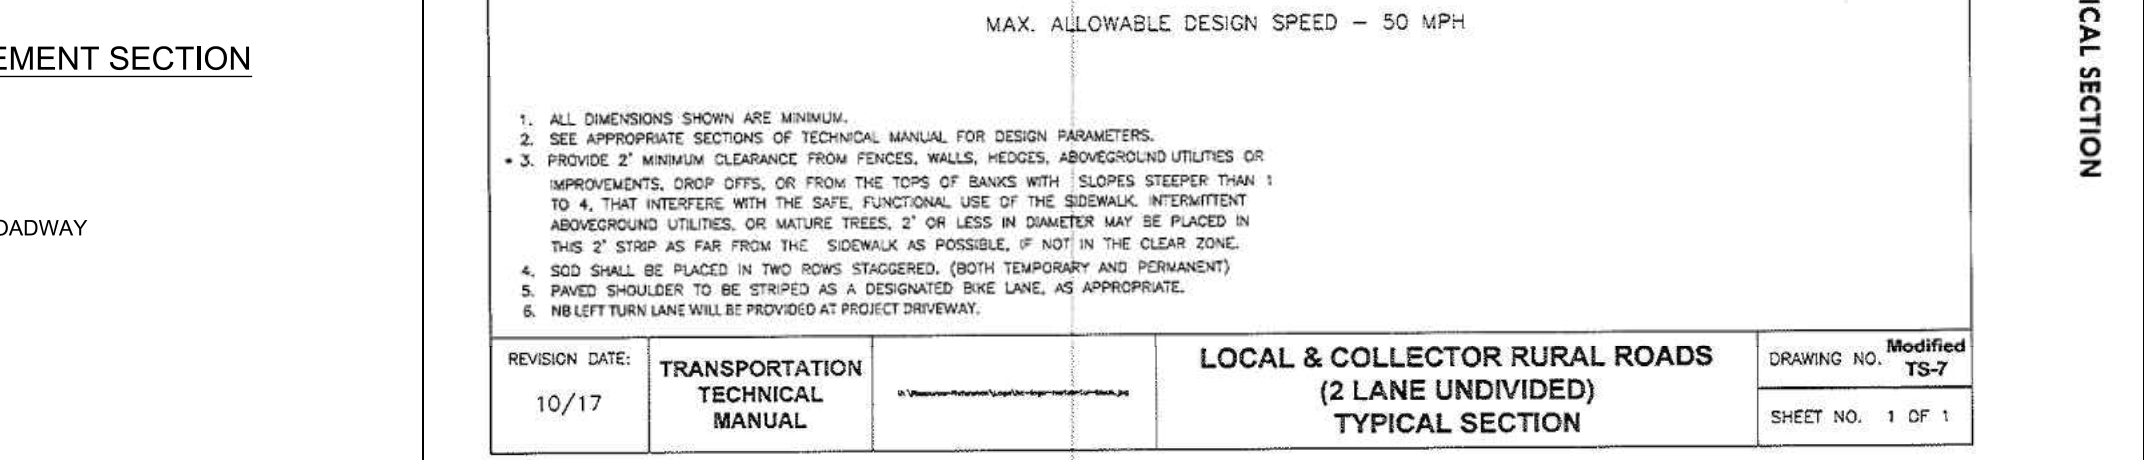 EMENT SECTION
OADWAY
MAX. ALLOWABLE DESIGN SPEED – 50 MPH
1. ALL DIMENSIONS SHOWN ARE MINIMUM.
2. SEE APPROPRIATE SECTIONS OF TECHNICAL MANUAL FOR DESIGN PARAMETERS.
• 3. PROVIDE 2' MINIMUM CLEARANCE FROM FENCES, WALLS, HEDGES, ABOVEGROUND UTILITIES OR
IMPROVEMENTS, DROP OFFS, OR FROM THE TOPS OF BANKS WITH SLOPES STEEPER THAN 1
TO 4, THAT INTERFERE WITH THE SAFE, FUNCTIONAL USE OF THE SIDEWALK. INTERMITTENT
ABOVEGROUND UTILITIES, OR MATURE TREES, 2' OR LESS IN DIAMETER MAY BE PLACED IN
THIS 2' STRIP AS FAR FROM THE SIDEWALK AS POSSIBLE, IF NOT IN THE CLEAR ZONE.
4. SOD SHALL BE PLACED IN TWO ROWS STAGGERED. (BOTH TEMPORARY AND PERMANENT)
5. PAVED SHOULDER TO BE STRIPED AS A DESIGNATED BIKE LANE, AS APPROPRIATE.
6. NB LEFT TURN LANE WILL BE PROVIDED AT PROJECT DRIVEWAY.
REVISION DATE:
10/17
TRANSPORTATION
TECHNICAL
MANUAL
LOCAL & COLLECTOR RURAL ROADS
(2 LANE UNDIVIDED)
TYPICAL SECTION
DRAWING NO. Modified
TS-7
SHEET NO. 1 OF 1
ICAL SECTION